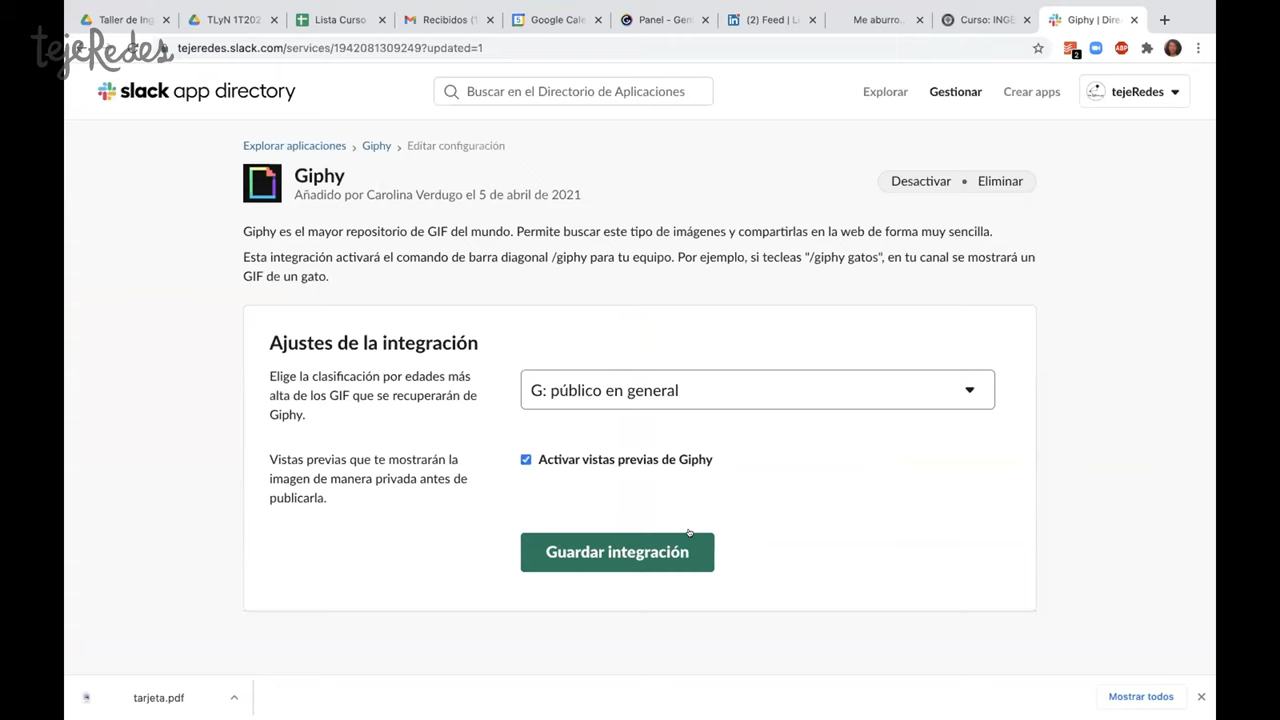 Taller de Ing
TLyN 1T202
Lista Curso
Recibidos (1
Google Cale
Panel - Gen
(2) Feed | Li
Me aburro..
Curso: INGE
Giphy | Dire
tejeRedes
tejeredes.slack.com/services/1942081309249?updated=1
2
ABP
slack app directory
Buscar en el Directorio de Aplicaciones
Explorar
Gestionar
Crear apps
tejeRedes
Explorar aplicaciones > Giphy > Editar configuración
Giphy
Añadido por Carolina Verdugo el 5 de abril de 2021
Desactivar • Eliminar
Giphy es el mayor repositorio de GIF del mundo. Permite buscar este tipo de imágenes y compartirlas en la web de forma muy sencilla.
Esta integración activará el comando de barra diagonal /giphy para tu equipo. Por ejemplo, si tecleas "/giphy gatos", en tu canal se mostrará un
GIF de un gato.
Ajustes de la integración
Elige la clasificación por edades más
alta de los GIF que se recuperarán de
Giphy.
G: público en general
Vistas previas que te mostrarán la
imagen de manera privada antes de
publicarla.
Activar vistas previas de Giphy
Guardar integración
tarjeta.pdf
Mostrar todos